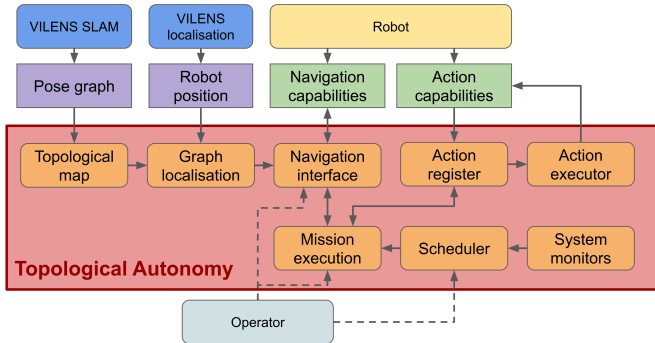 VILENS SLAM
VILENS
localisation
Robot
Pose graph
Robot
position
Navigation
capabilities
Action
capabilities
Topological
map
Graph
localisation
Navigation
interface
Action
register
Action
executor
Mission
execution
Scheduler
System
monitors
Topological Autonomy
Operator